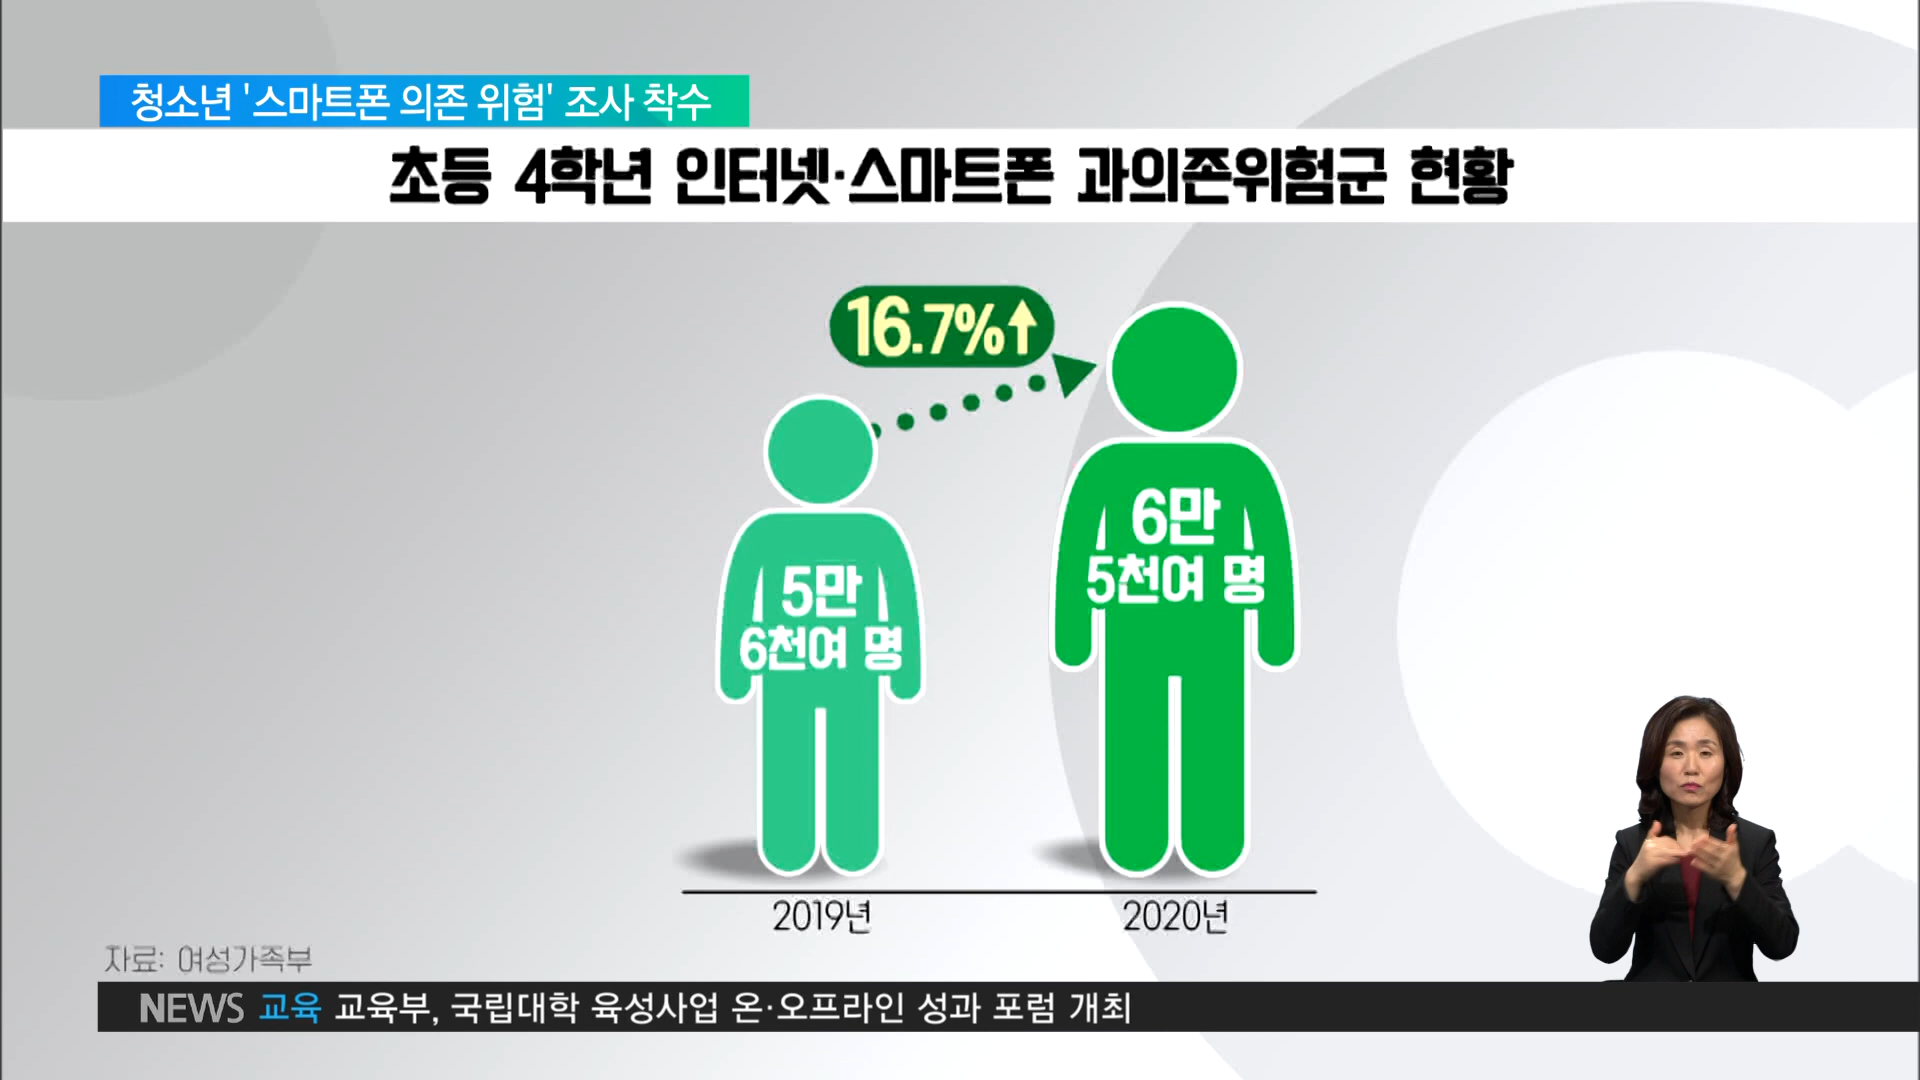 청소년 '스마트폰 의존 위험' 조사 착수
초등 4학년 인터넷·스마트폰 과의존위험군 현황
16.7%↑
5만
6천여 명
6만
5천여 명
2019년
2020년
자료: 여성가족부
NEWS 교육 교육부, 국립대학 육성사업 온·오프라인 성과 포럼 개최